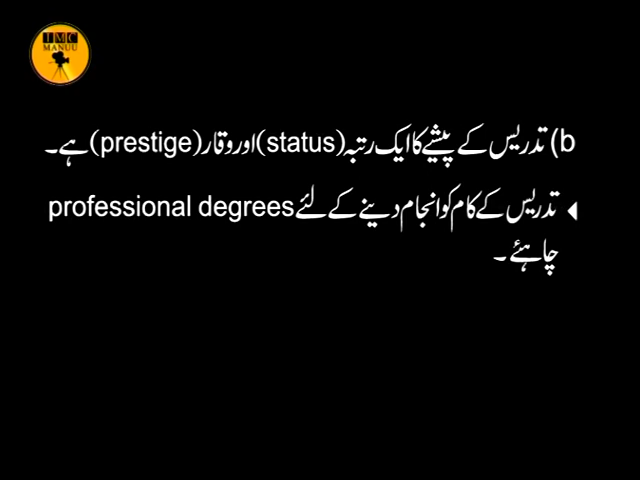 IMC
MANUU
b) تدریس کے پیشے کا ایک رتبہ (status) اور وقار (prestige) ہے۔
تدریس کے کام کو انجام دینے کے لئے professional degrees
چاہئے۔